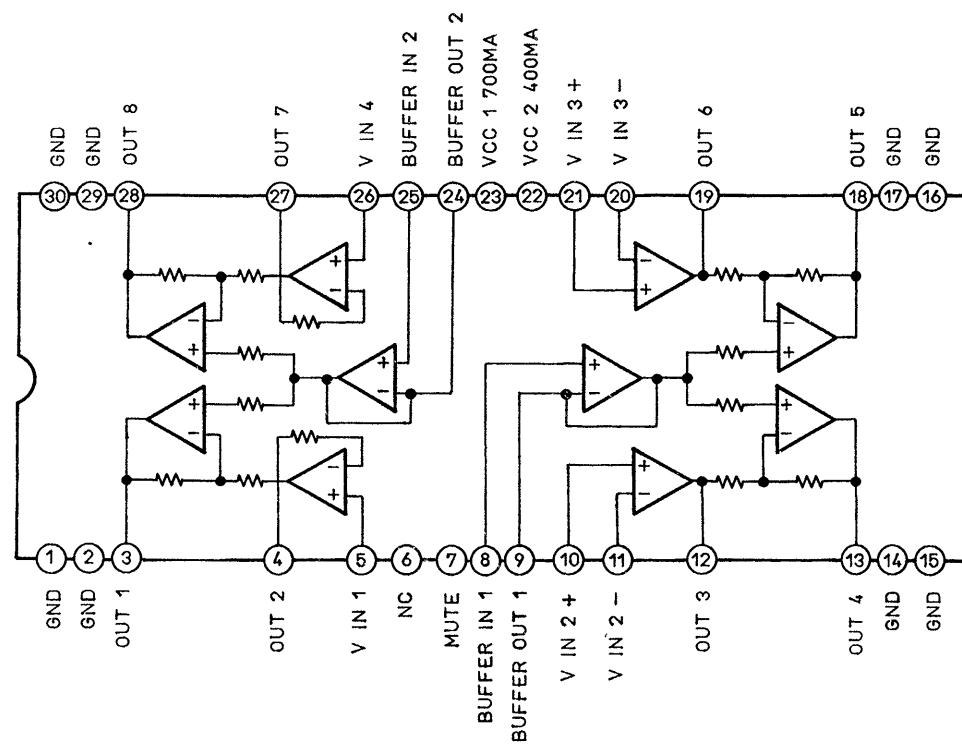 GND
GND
OUT 8
OUT 7
V IN 4
BUFFER IN 2
BUFFER OUT 2
VCC 1 700MA
VCC 2 400MA
V IN 3 +
V IN 3 −
OUT 6
OUT 5
GND
GND
30 29 28 27 26 25 24 23 22 21 20 19 18 17 16
+ − − +
− + + −
+ − + −
+ − + −
− + + −
1 2 3 4 5 6 7 8 9 10 11 12 13 14 15
GND
GND
OUT 1
OUT 2
V IN 1
NC
MUTE
BUFFER IN 1
BUFFER OUT 1
V IN 2 +
V IN 2 −
OUT 3
OUT 4
GND
GND